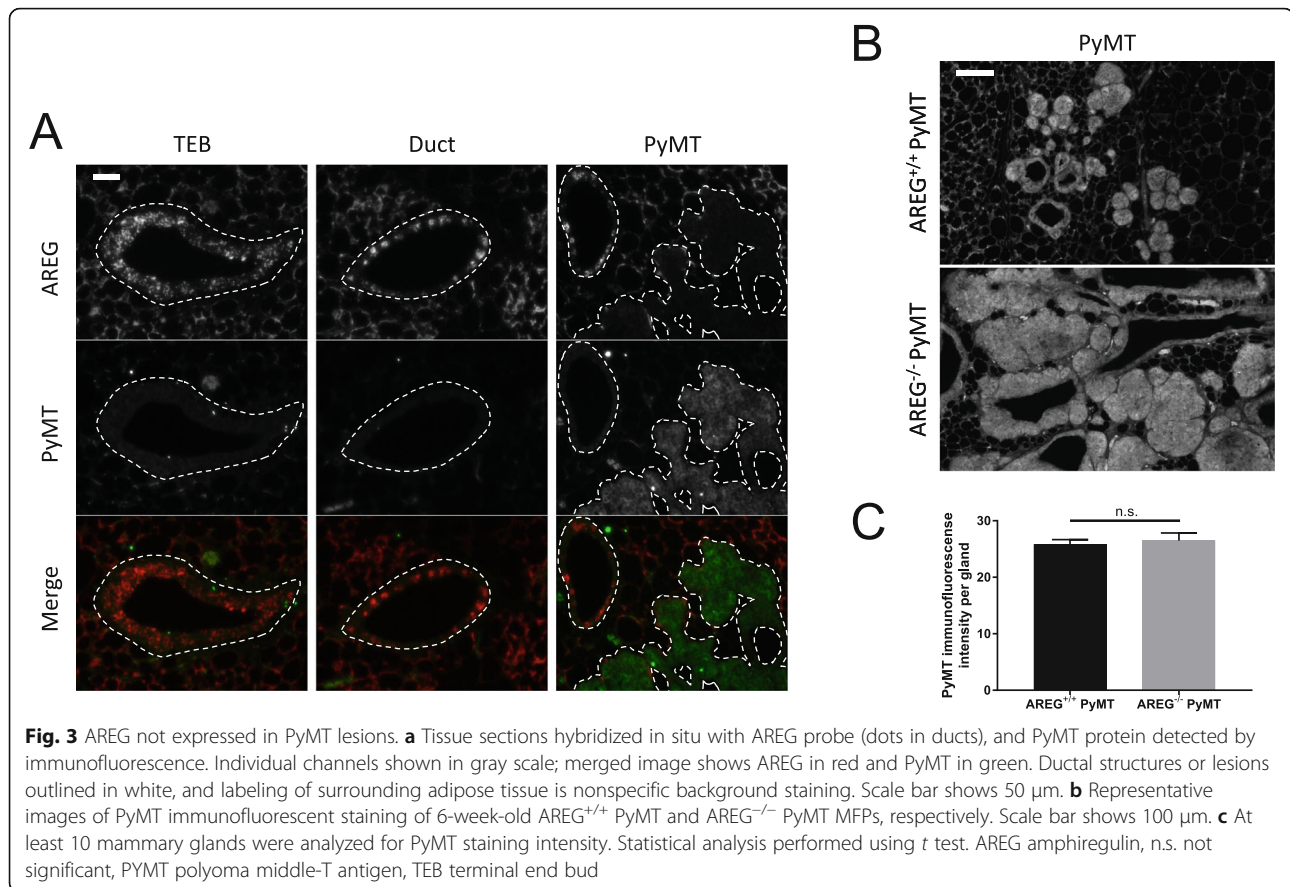 A
TEB
Duct
PyMT
AREG
PyMT
Merge
B
PyMT
AREG+/+ PyMT
AREG-/- PyMT
C
n.s.
PyMT immunofluorescense
intensity per gland
30
20
10
0
AREG+/+ PyMT
AREG-/- PyMT
Fig. 3 AREG not expressed in PyMT lesions. a Tissue sections hybridized in situ with AREG probe (dots in ducts), and PyMT protein detected by
immunofluorescence. Individual channels shown in gray scale; merged image shows AREG in red and PyMT in green. Ductal structures or lesions
outlined in white, and labeling of surrounding adipose tissue is nonspecific background staining. Scale bar shows 50 μm. b Representative
images of PyMT immunofluorescent staining of 6-week-old AREG+/+ PyMT and AREG−/− PyMT MFPs, respectively. Scale bar shows 100 μm. c At
least 10 mammary glands were analyzed for PyMT staining intensity. Statistical analysis performed using t test. AREG amphiregulin, n.s. not
significant, PYMT polyoma middle-T antigen, TEB terminal end bud